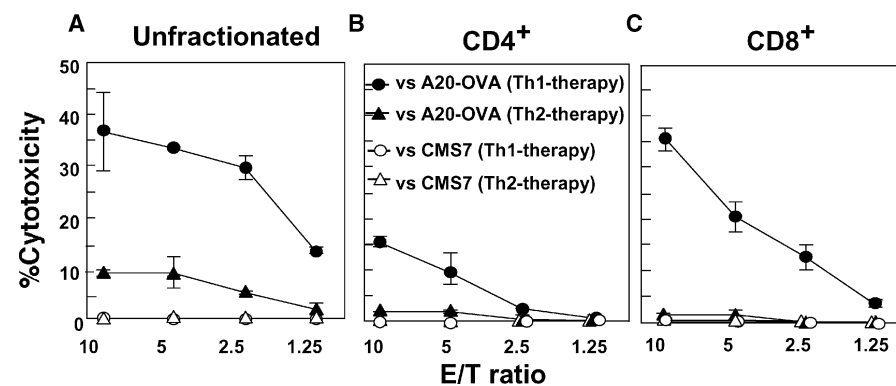 A
Unfractionated
B
CD4+
C
CD8+
%Cytotoxicity
50
40
30
20
10
0
vs A20-OVA (Th1-therapy)
vs A20-OVA (Th2-therapy)
vs CMS7 (Th1-therapy)
vs CMS7 (Th2-therapy)
10 5 2.5 1.25
10 5 2.5 1.25
10 5 2.5 1.25
E/T ratio